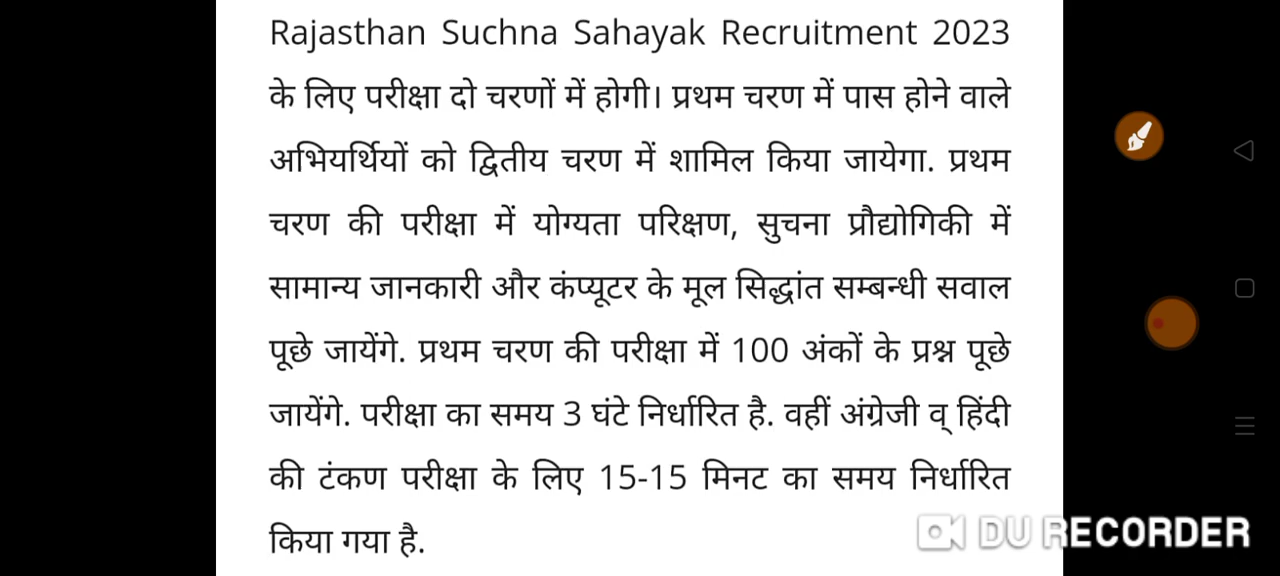 Rajasthan Suchna Sahayak Recruitment 2023
के लिए परीक्षा दो चरणों में होगी। प्रथम चरण में पास होने वाले
अभियर्थियों को द्वितीय चरण में शामिल किया जायेगा. प्रथम
चरण की परीक्षा में योग्यता परिक्षण, सुचना प्रौद्योगिकी में
सामान्य जानकारी और कंप्यूटर के मूल सिद्धांत सम्बन्धी सवाल
पूछे जायेंगे. प्रथम चरण की परीक्षा में 100 अंकों के प्रश्न पूछे
जायेंगे. परीक्षा का समय 3 घंटे निर्धारित है. वहीं अंग्रेजी व् हिंदी
की टंकण परीक्षा के लिए 15-15 मिनट का समय निर्धारित
किया गया है.
DU RECORDER